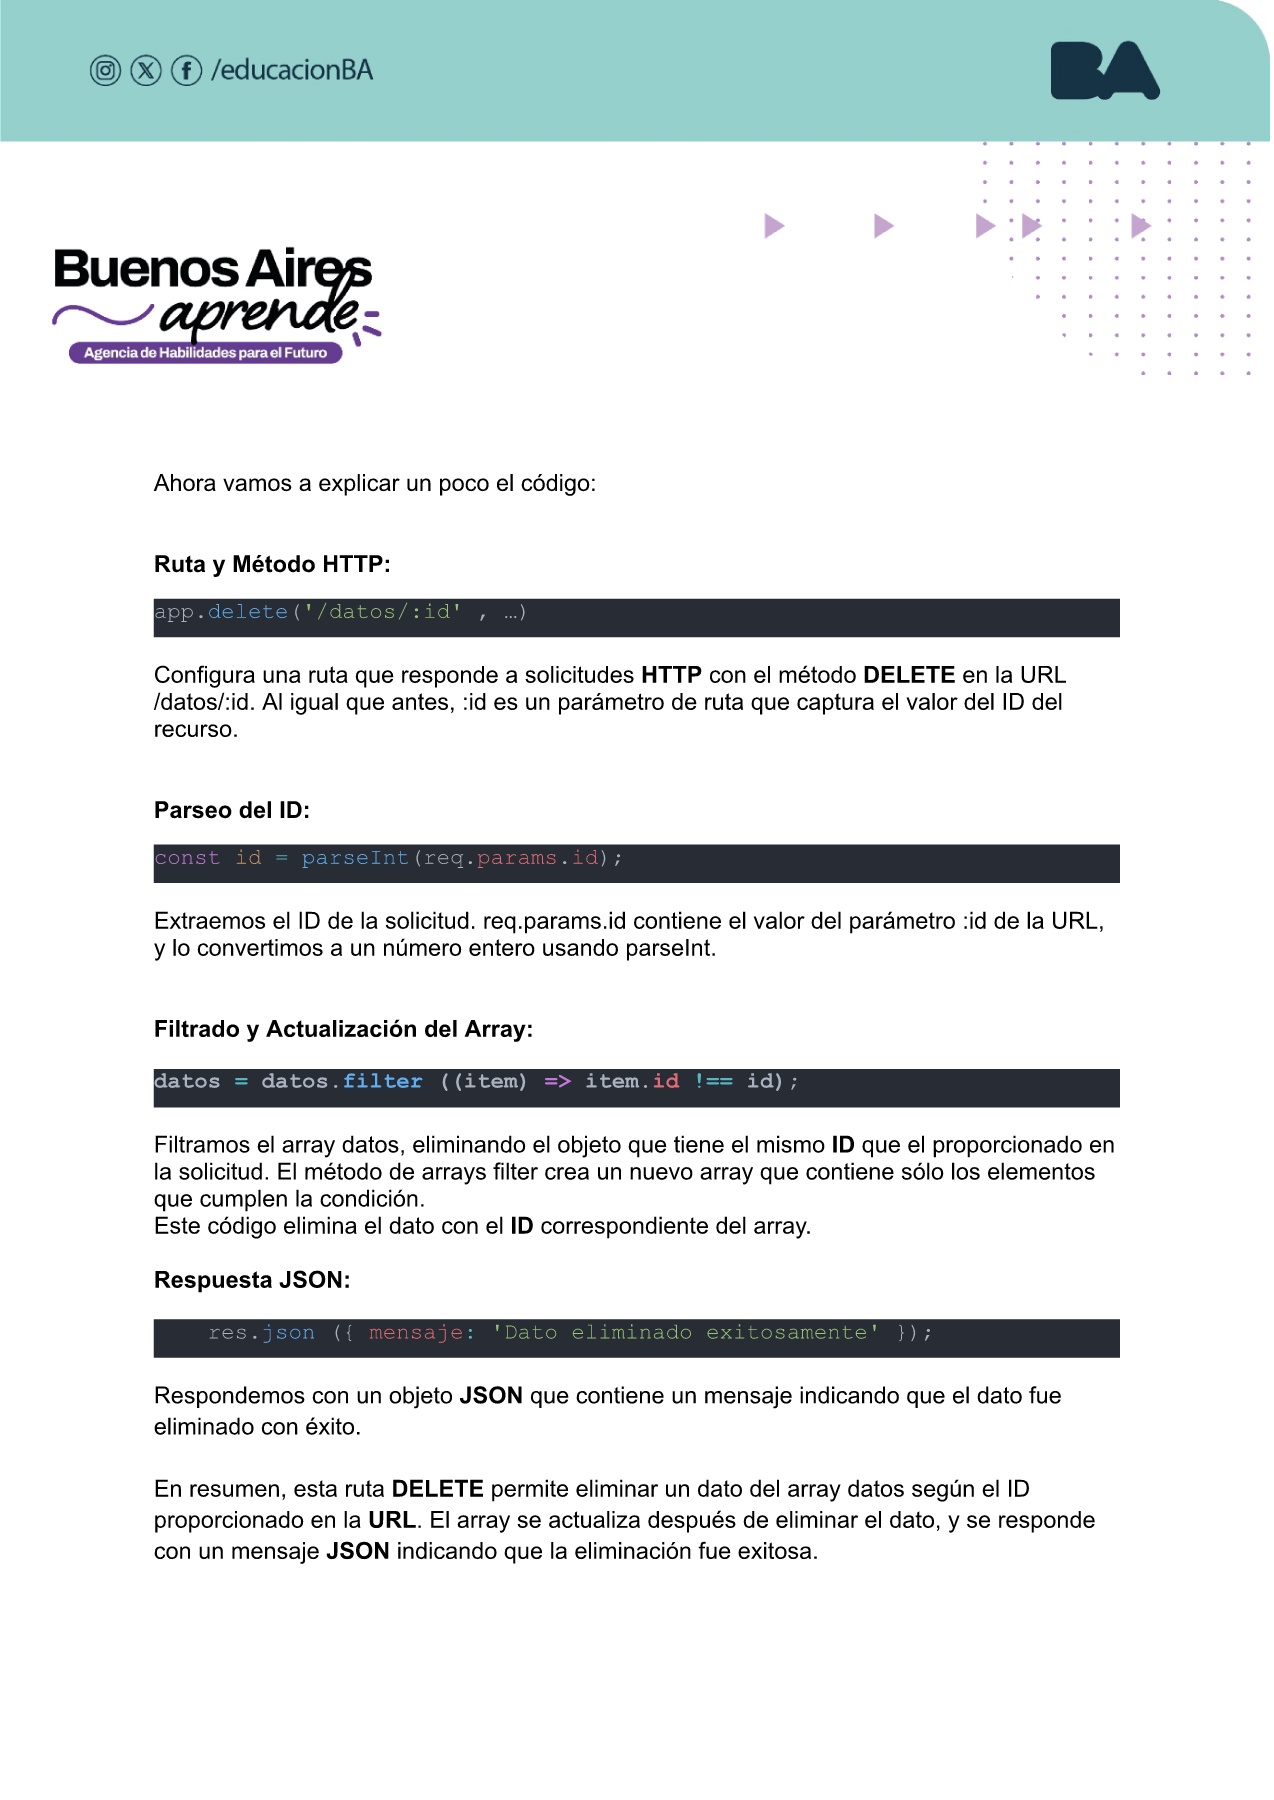 /educacionBA
BA
Buenos Aires
aprende
Agencia de Habilidades para el Futuro
Ahora vamos a explicar un poco el código:
Ruta y Método HTTP:
app.delete('/datos/:id' , …)
Configura una ruta que responde a solicitudes HTTP con el método DELETE en la URL
/datos/:id. Al igual que antes, :id es un parámetro de ruta que captura el valor del ID del
recurso.
Parseo del ID:
const id = parseInt(req.params.id);
Extraemos el ID de la solicitud. req.params.id contiene el valor del parámetro :id de la URL,
y lo convertimos a un número entero usando parseInt.
Filtrado y Actualización del Array:
datos = datos.filter ((item) => item.id !== id);
Filtramos el array datos, eliminando el objeto que tiene el mismo ID que el proporcionado en
la solicitud. El método de arrays filter crea un nuevo array que contiene sólo los elementos
que cumplen la condición.
Este código elimina el dato con el ID correspondiente del array.
Respuesta JSON:
res.json ({ mensaje: 'Dato eliminado exitosamente' });
Respondemos con un objeto JSON que contiene un mensaje indicando que el dato fue
eliminado con éxito.
En resumen, esta ruta DELETE permite eliminar un dato del array datos según el ID
proporcionado en la URL. El array se actualiza después de eliminar el dato, y se responde
con un mensaje JSON indicando que la eliminación fue exitosa.